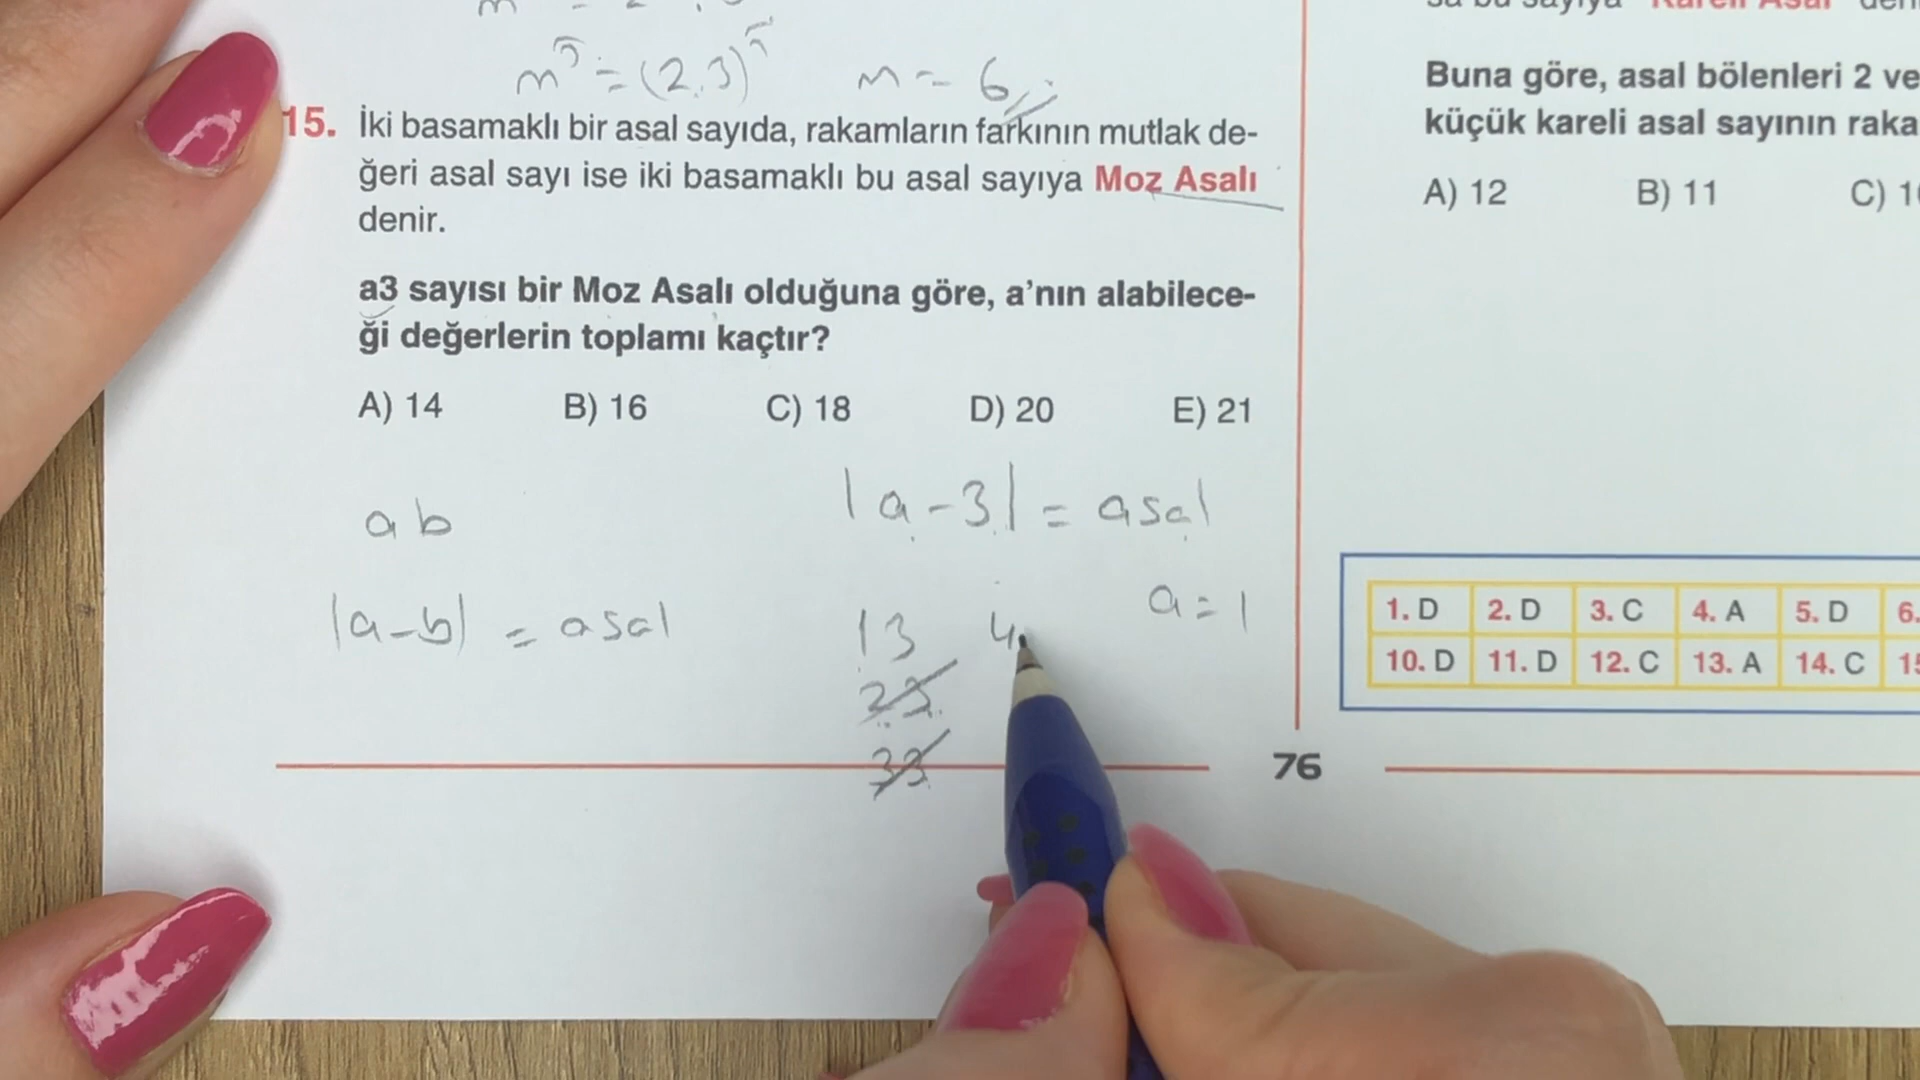 m⁵ = (2.3)⁵ m = 6
15. İki basamaklı bir asal sayıda, rakamların farkının mutlak de-
ğeri asal sayı ise iki basamaklı bu asal sayıya Moz Asalı
denir.
a3 sayısı bir Moz Asalı olduğuna göre, a’nın alabilece-
ği değerlerin toplamı kaçtır?
A) 14 B) 16 C) 18 D) 20 E) 21
ab
|a-b| = asal
|a-3| = asal
a=1
13 4
23
33
76
Buna göre, asal bölenleri 2 ve
küçük kareli asal sayının raka
A) 12 B) 11 C)
1. D 2. D 3. C 4. A 5. D 6.
10. D 11. D 12. C 13. A 14. C